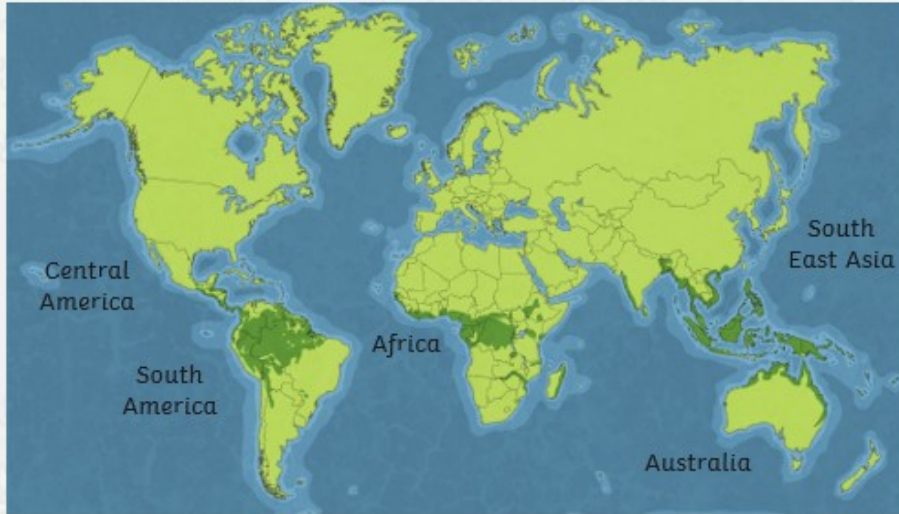 Central
America
South
America
Africa
South
East Asia
Australia